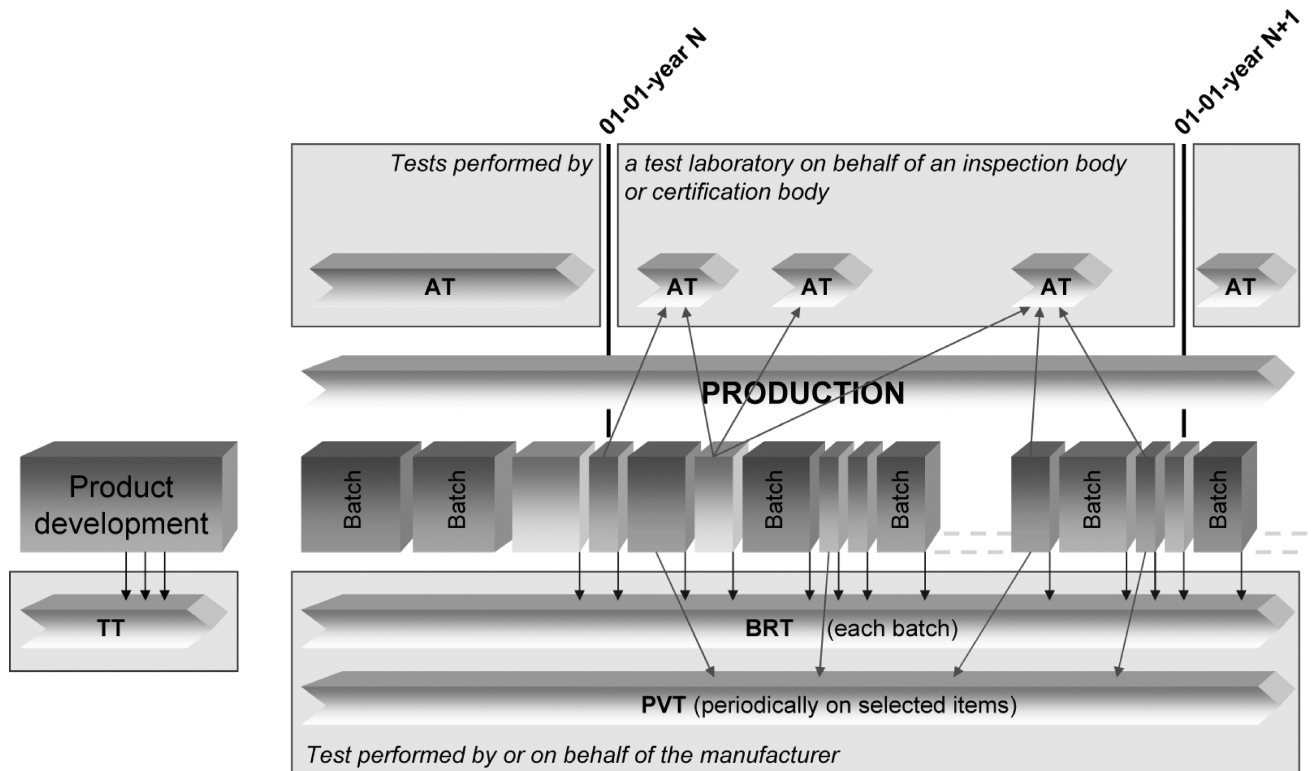 01-01-year N
01-01-year N+1
Tests performed by
a test laboratory on behalf of an inspection body
or certification body
AT
AT
AT
AT
AT
PRODUCTION
Product
development
Batch
Batch
Batch
Batch
Batch
Batch
TT
BRT (each batch)
PVT (periodically on selected items)
Test performed by or on behalf of the manufacturer